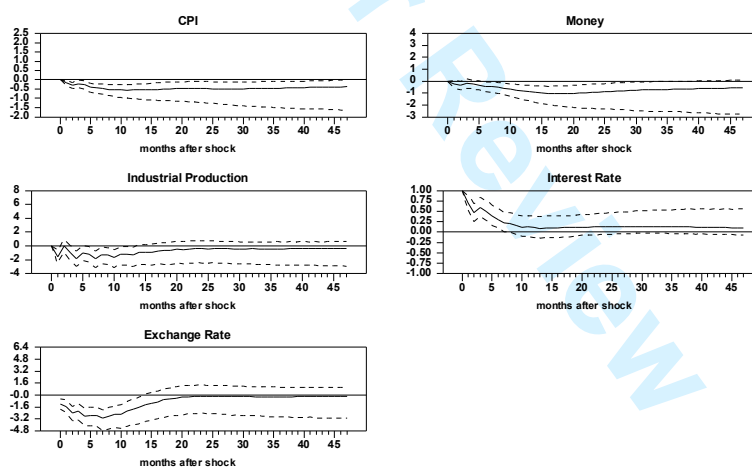 CPI
2.5
2.0
1.5
1.0
0.5
0.0
-0.5
-1.0
-1.5
-2.0
0 5 10 15 20 25 30 35 40 45
months after shock
Money
4
3
2
1
0
-1
-2
-3
0 5 10 15 20 25 30 35 40 45
months after shock
Industrial Production
8
6
4
2
0
-2
-4
0 5 10 15 20 25 30 35 40 45
months after shock
Interest Rate
1.00
0.75
0.50
0.25
0.00
-0.25
-0.50
-0.75
-1.00
0 5 10 15 20 25 30 35 40 45
months after shock
Exchange Rate
6.4
4.8
3.2
1.6
-0.0
-1.6
-3.2
-4.8
0 5 10 15 20 25 30 35 40 45
months after shock
Review